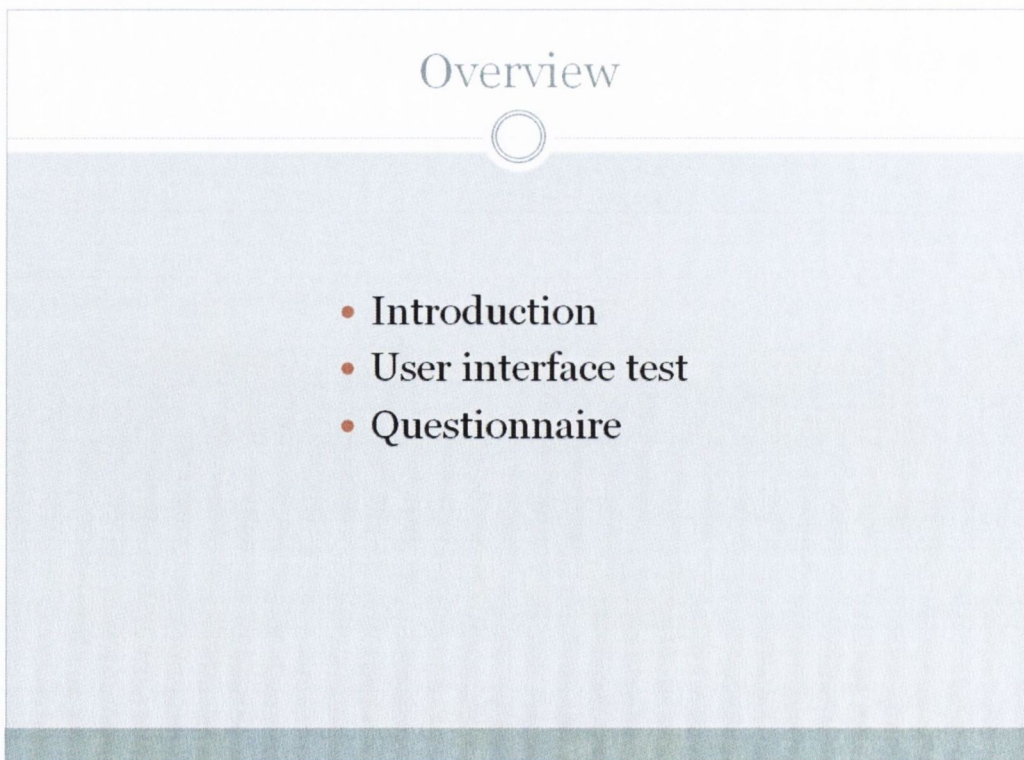 Overview
Introduction
User interface test
Questionnaire